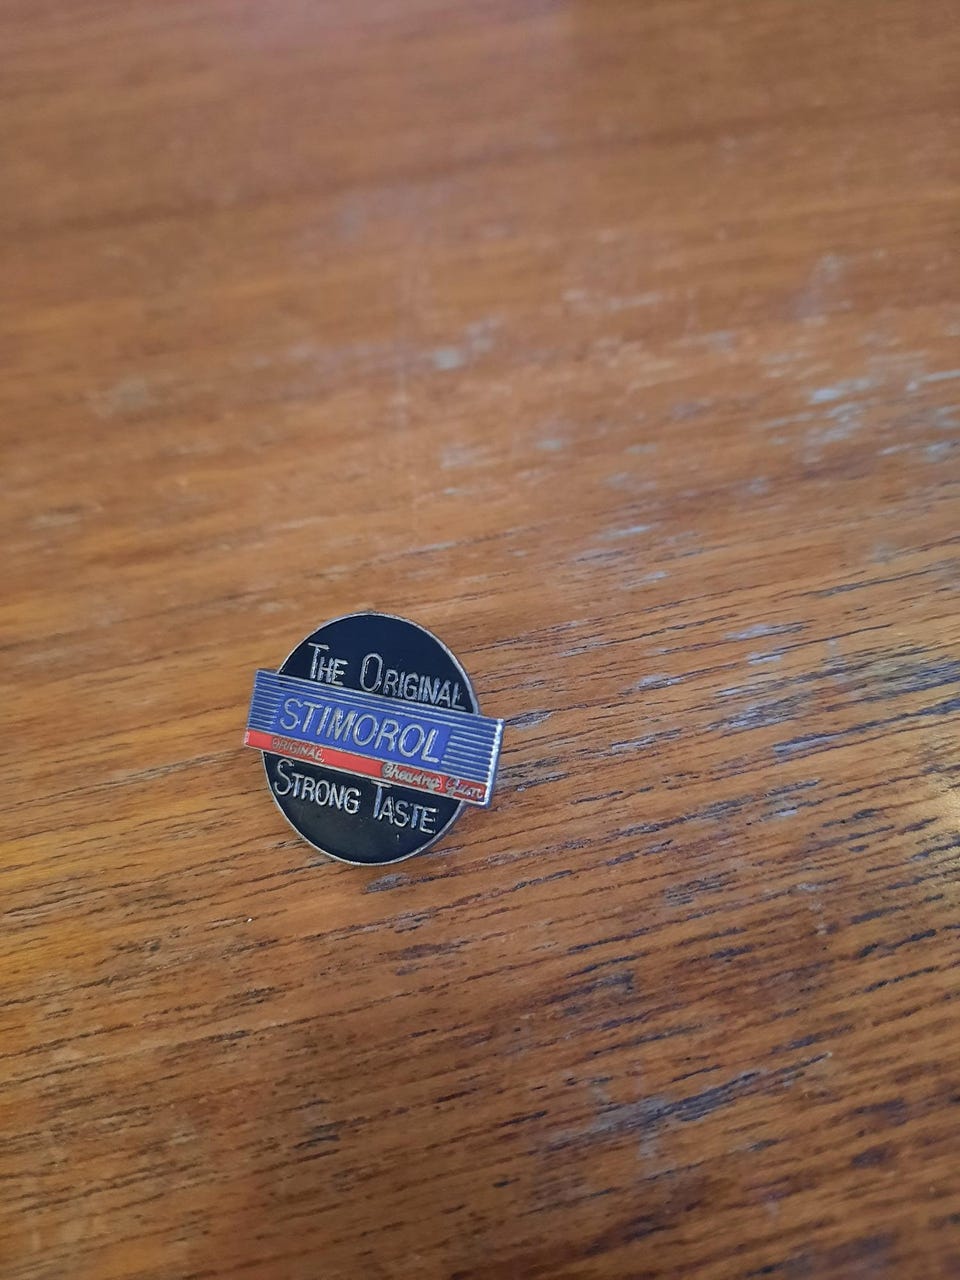 THE ORIGINAL
STIMOROL
ORIGINAL, Chewing Gum
STRONG TASTE